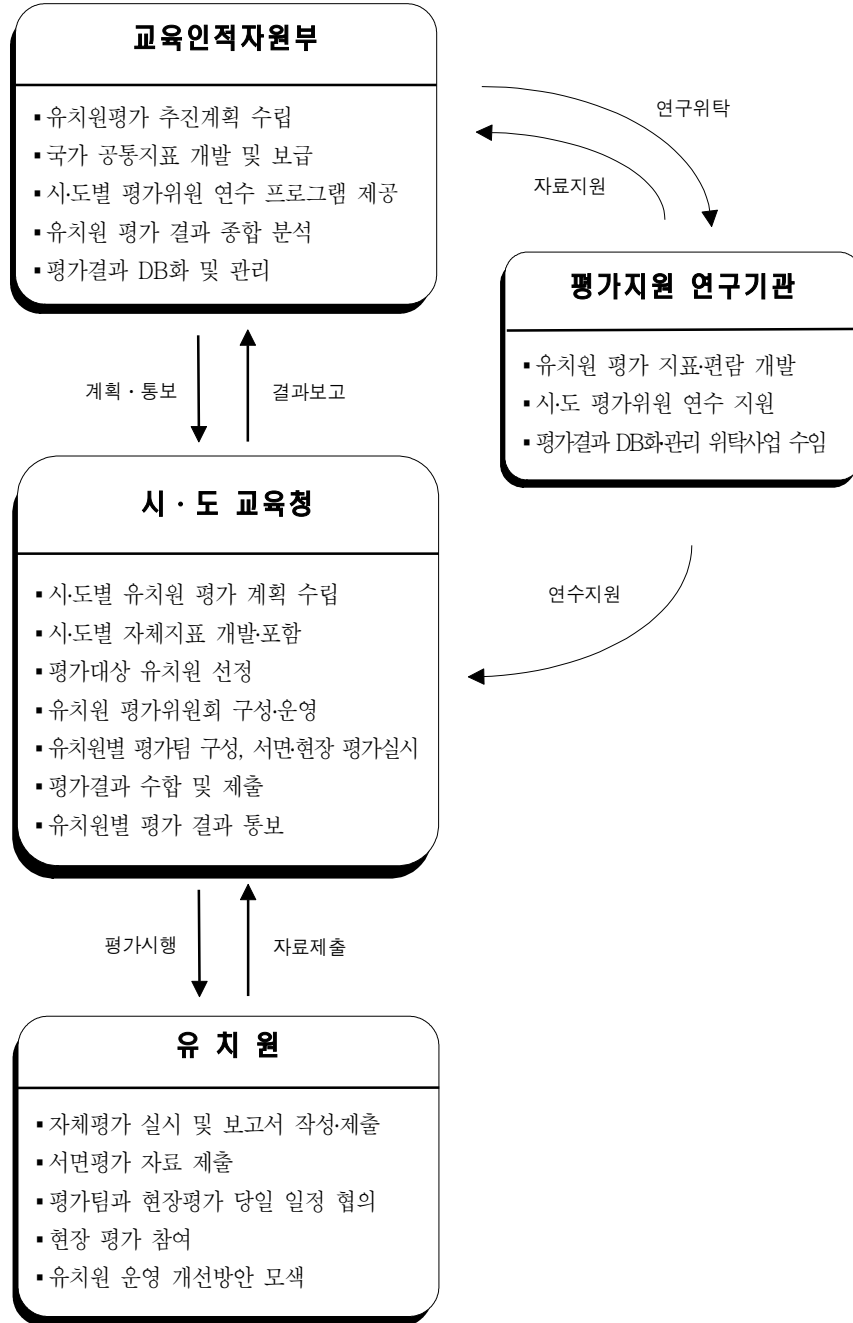 교육인적자원부
▪유치원평가 추진계획 수립
▪국가 공통지표 개발 및 보급
▪시·도별 평가위원 연수 프로그램 제공
▪유치원 평가 결과 종합 분석
▪평가결과 DB화 및 관리
연구위탁
자료지원
평가지원 연구기관
▪유치원 평가 지표·편람 개발
▪시·도 평가위원 연수 지원
▪평가결과 DB화·관리 위탁사업 수임
계획 · 통보
결과보고
시 · 도 교육청
▪시·도별 유치원 평가 계획 수립
▪시·도별 자체지표 개발·포함
▪평가대상 유치원 선정
▪유치원 평가위원회 구성·운영
▪유치원별 평가팀 구성, 서면·현장 평가실시
▪평가결과 수합 및 제출
▪유치원별 평가 결과 통보
연수지원
평가시행
자료제출
유 치 원
▪자체평가 실시 및 보고서 작성·제출
▪서면평가 자료 제출
▪평가팀과 현장평가 당일 일정 협의
▪현장 평가 참여
▪유치원 운영 개선방안 모색